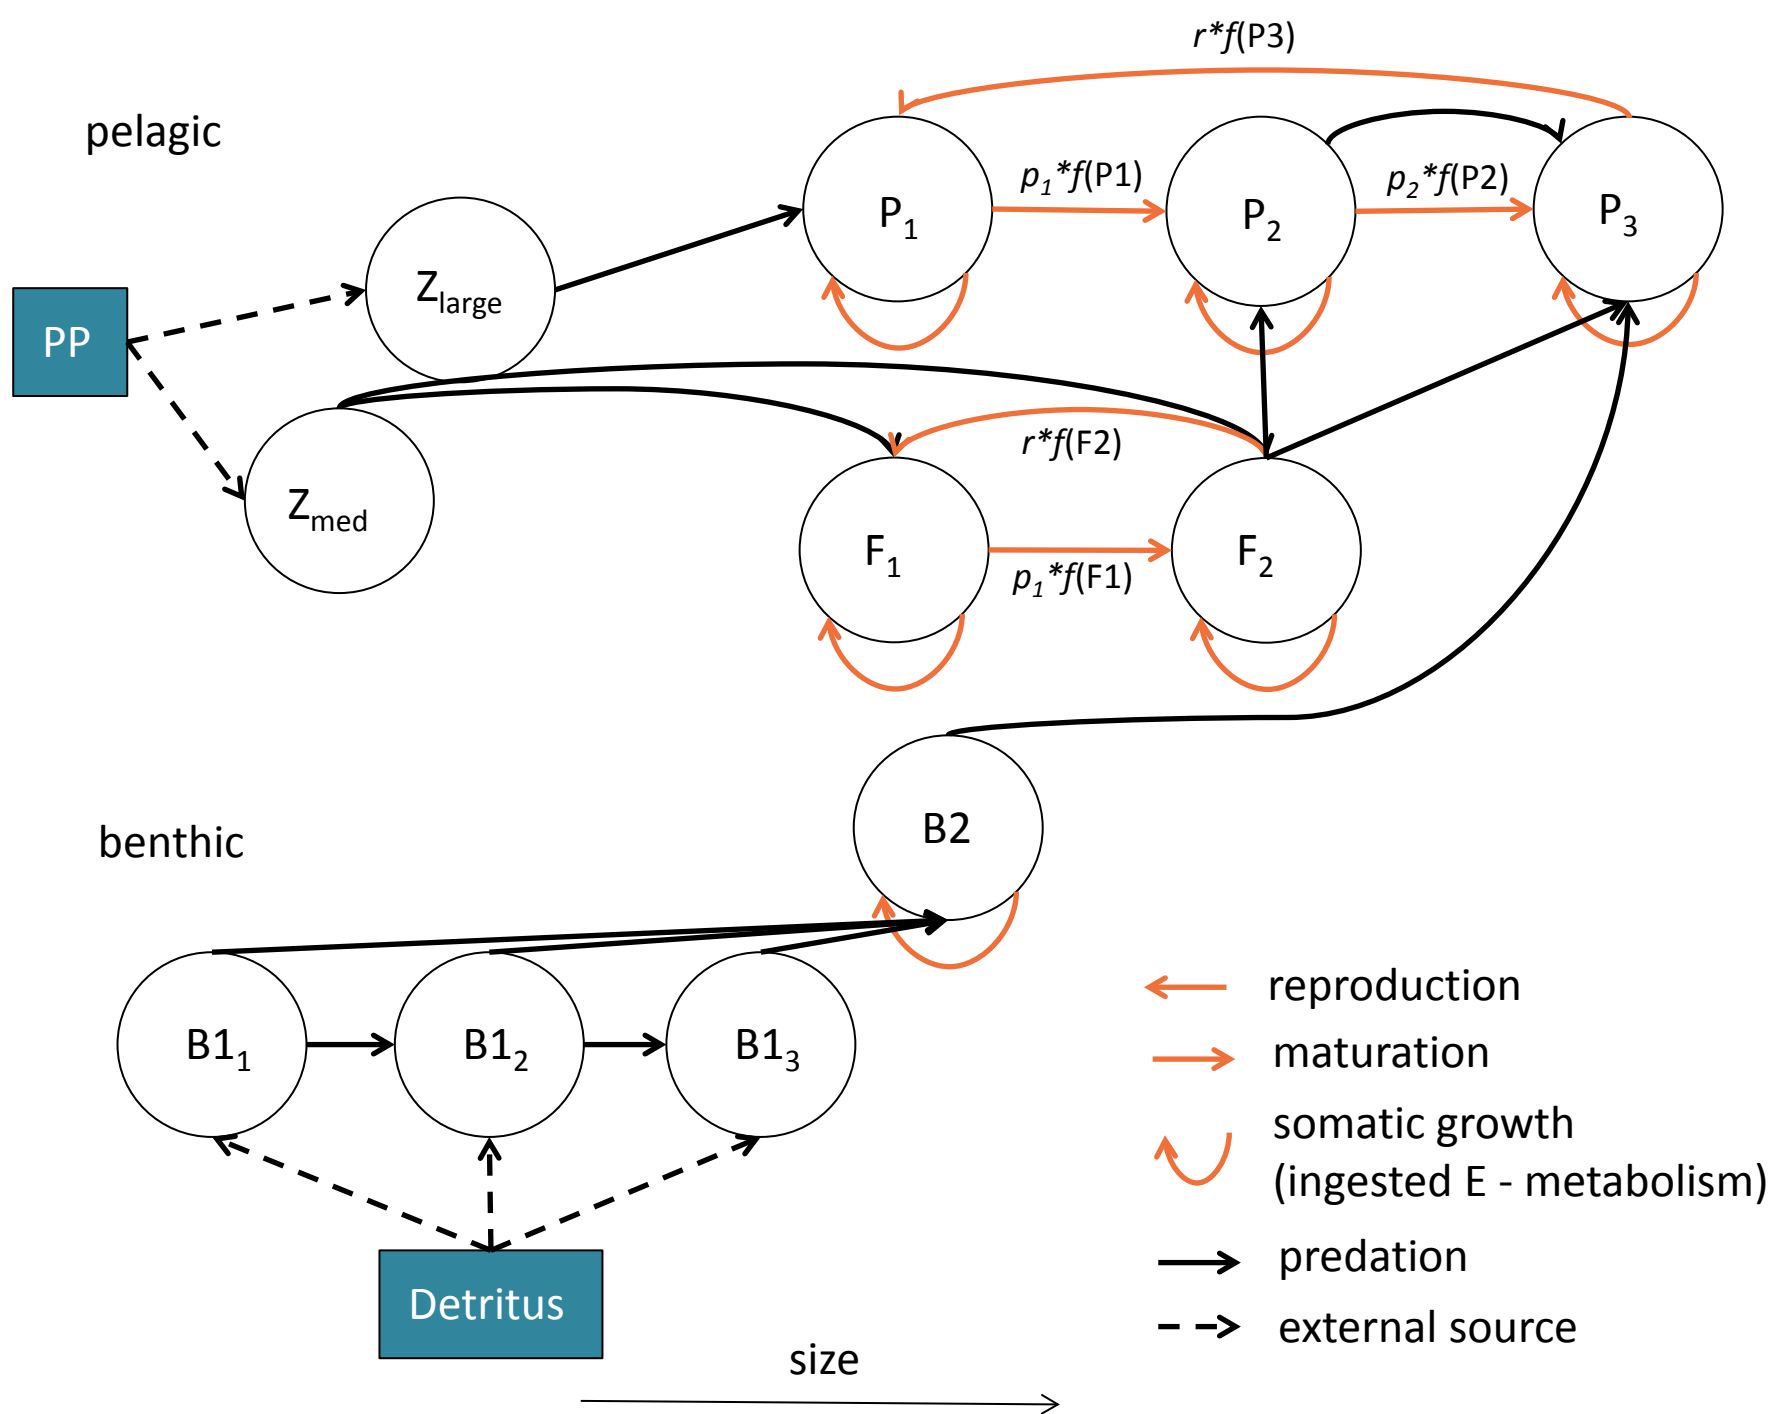 r*f(P3)
pelagic
P1
p1*f(P1)
P2
p2*f(P2)
P3
Zlarge
PP
Zmed
r*f(F2)
F1
p1*f(F1)
F2
benthic
B2
B11
B12
B13
reproduction
maturation
somatic growth
(ingested E - metabolism)
predation
external source
Detritus
size